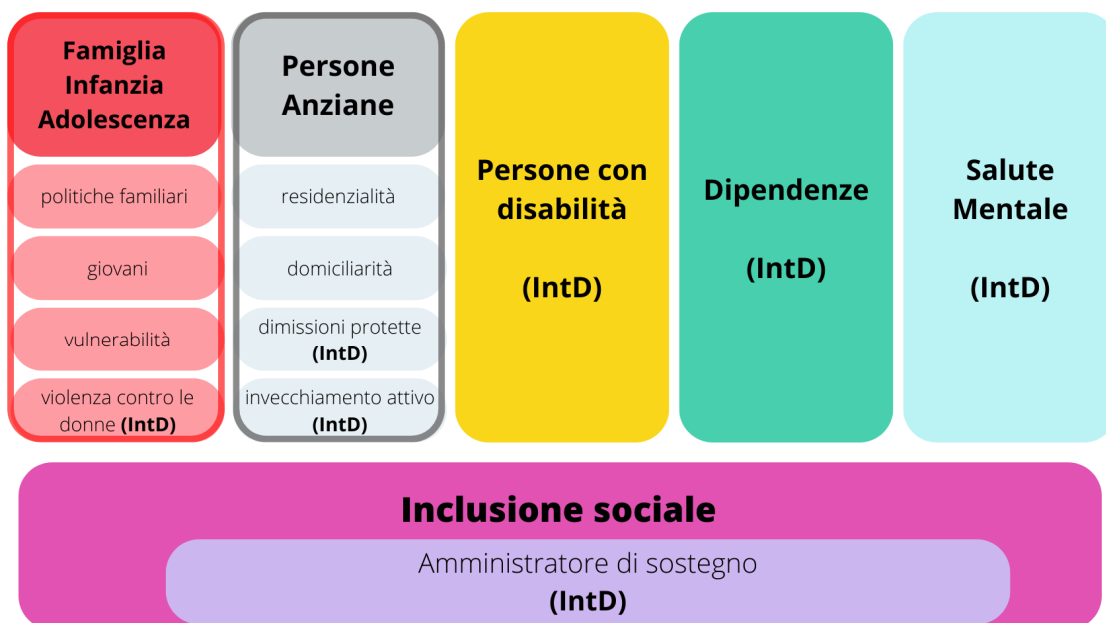 Famiglia
Infanzia
Adolescenza
politiche familiari
giovani
vulnerabilità
violenza contro le
donne (IntD)
Persone
Anziane
residenzialità
domiciliarità
dimissioni protette
(IntD)
invecchiamento attivo
(IntD)
Persone con
disabilità
(IntD)
Dipendenze
(IntD)
Salute
Mentale
(IntD)
Inclusione sociale
Amministratore di sostegno
(IntD)